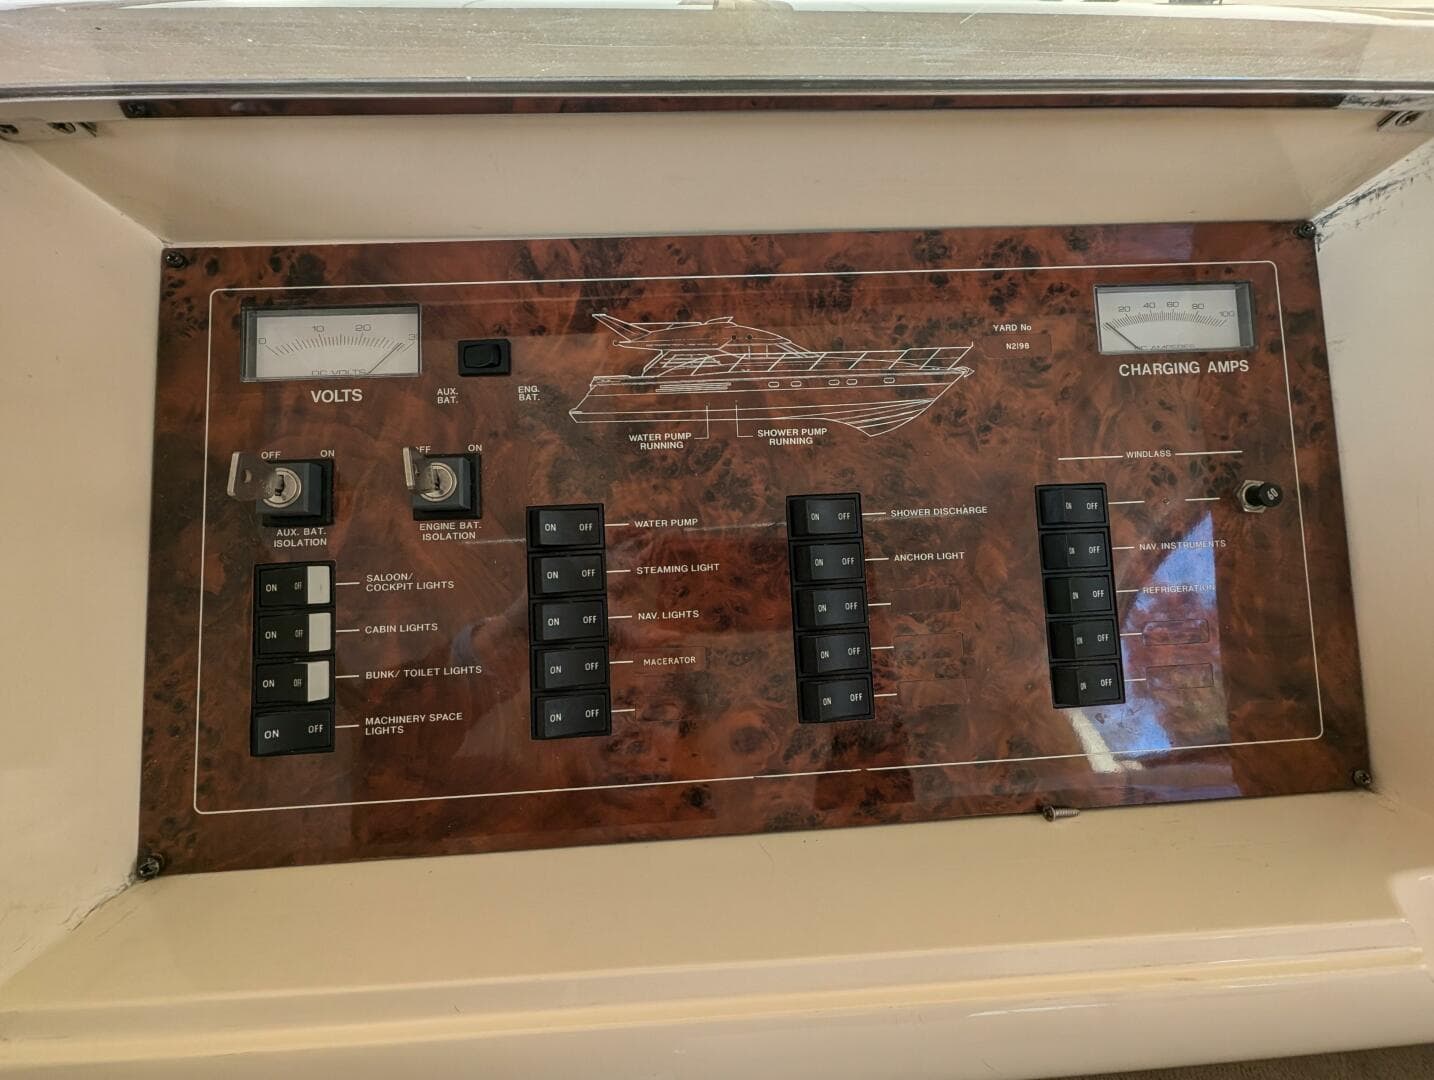 0 10 20 30
DC VOLTS
VOLTS
AUX.
BAT.
ENG.
BAT.
YARD No
N2198
20 40 60 80 100
DC AMPERES
CHARGING AMPS
WATER PUMP
RUNNING
SHOWER PUMP
RUNNING
OFF ON
AUX. BAT.
ISOLATION
ON
ENGINE BAT.
ISOLATION
ON OFF SALOON/
COCKPIT LIGHTS
ON OFF CABIN LIGHTS
ON OFF BUNK/ TOILET LIGHTS
ON OFF MACHINERY SPACE
LIGHTS
ON OFF WATER PUMP
ON OFF STEAMING LIGHT
ON OFF NAV. LIGHTS
ON OFF MACERATOR
ON OFF
ON OFF SHOWER DISCHARGE
ON OFF ANCHOR LIGHT
ON OFF
ON OFF
ON OFF
WINDLASS
ON OFF
50
ON OFF NAV. INSTRUMENTS
ON OFF REFRIGERATION
ON OFF
ON OFF